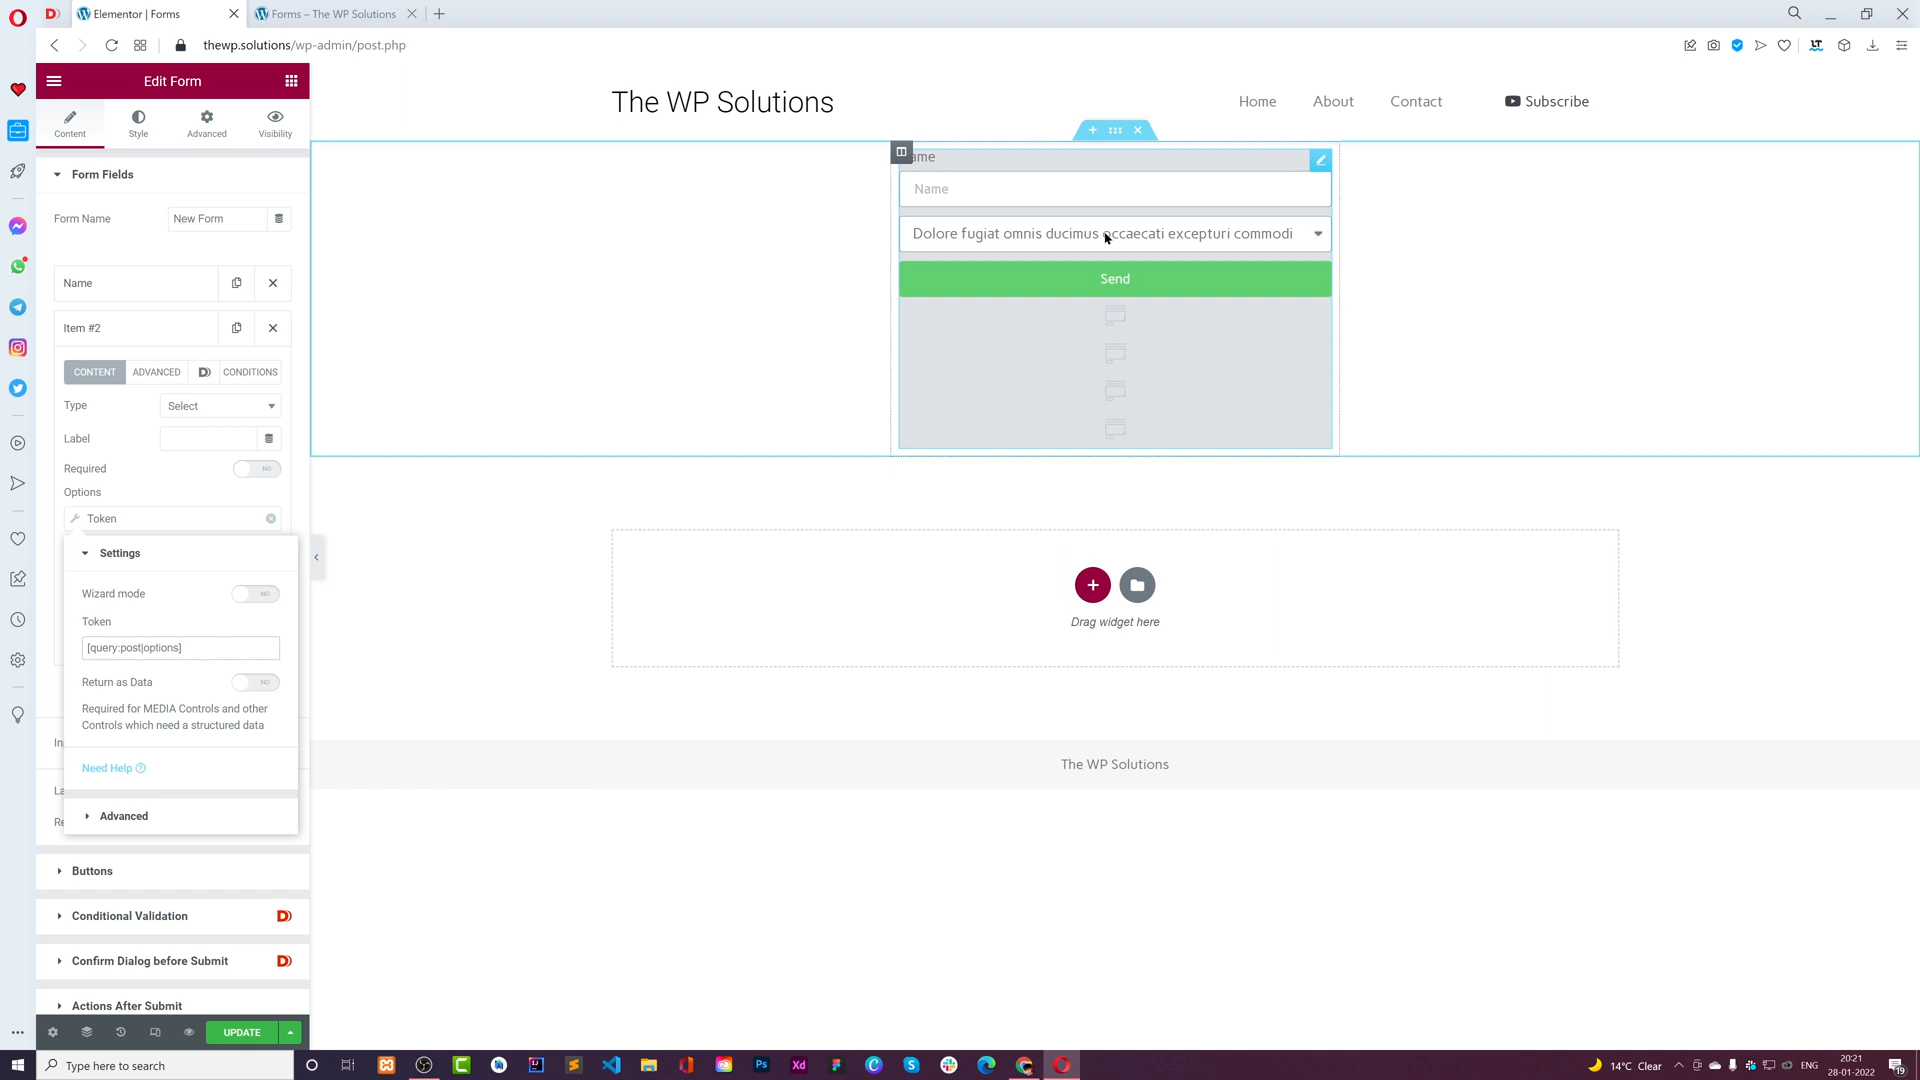 Elementor | Forms
Forms – The WP Solutions
thewp.solutions/wp-admin/post.php
Edit Form
Content
Style
Advanced
Visibility
Form Fields
Form Name
New Form
Name
Item #2
CONTENT
ADVANCED
CONDITIONS
Type
Select
Label
Required
NO
Options
Token
Settings
Wizard mode
NO
Token
[query:post|options]
Return as Data
NO
Required for MEDIA Controls and other
Controls which need a structured data
Need Help
Advanced
Buttons
Conditional Validation
Confirm Dialog before Submit
Actions After Submit
UPDATE
The WP Solutions
Home
About
Contact
Subscribe
ame
Name
Dolore fugiat omnis ducimus occaecati excepturi commodi
Send
Drag widget here
The WP Solutions
Type here to search
14°C Clear
ENG
20:21
28-01-2022
19